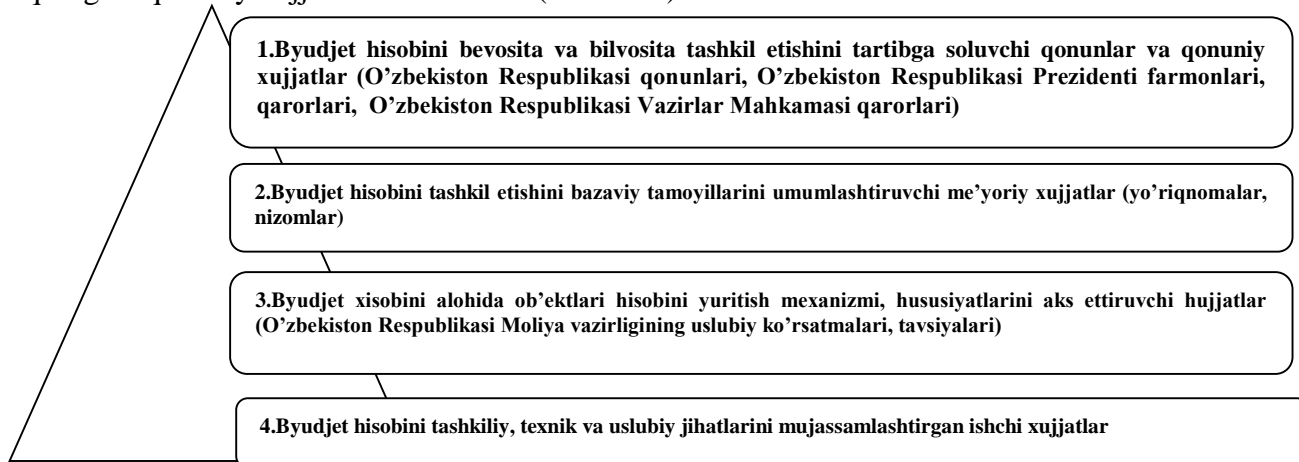 1.Byudjet hisobini bevosita va bilvosita tashkil etishini tartibga soluvchi qonunlar va qonuniy
xujjatlar (O’zbekiston Respublikasi qonunlari, O’zbekiston Respublikasi Prezidenti farmonlari,
qarorlari, O’zbekiston Respublikasi Vazirlar Mahkamasi qarorlari)
2.Byudjet hisobini tashkil etishini bazaviy tamoyillarini umumlashtiruvchi me’yoriy xujjatlar (yo’riqnomalar,
nizomlar)
3.Byudjet xisobini alohida ob’ektlari hisobini yuritish mexanizmi, hususiyatlarini aks ettiruvchi hujjatlar
(O’zbekiston Respublikasi Moliya vazirligining uslubiy ko’rsatmalari, tavsiyalari)
4.Byudjet hisobini tashkiliy, texnik va uslubiy jihatlarini mujassamlashtirgan ishchi xujjatlar